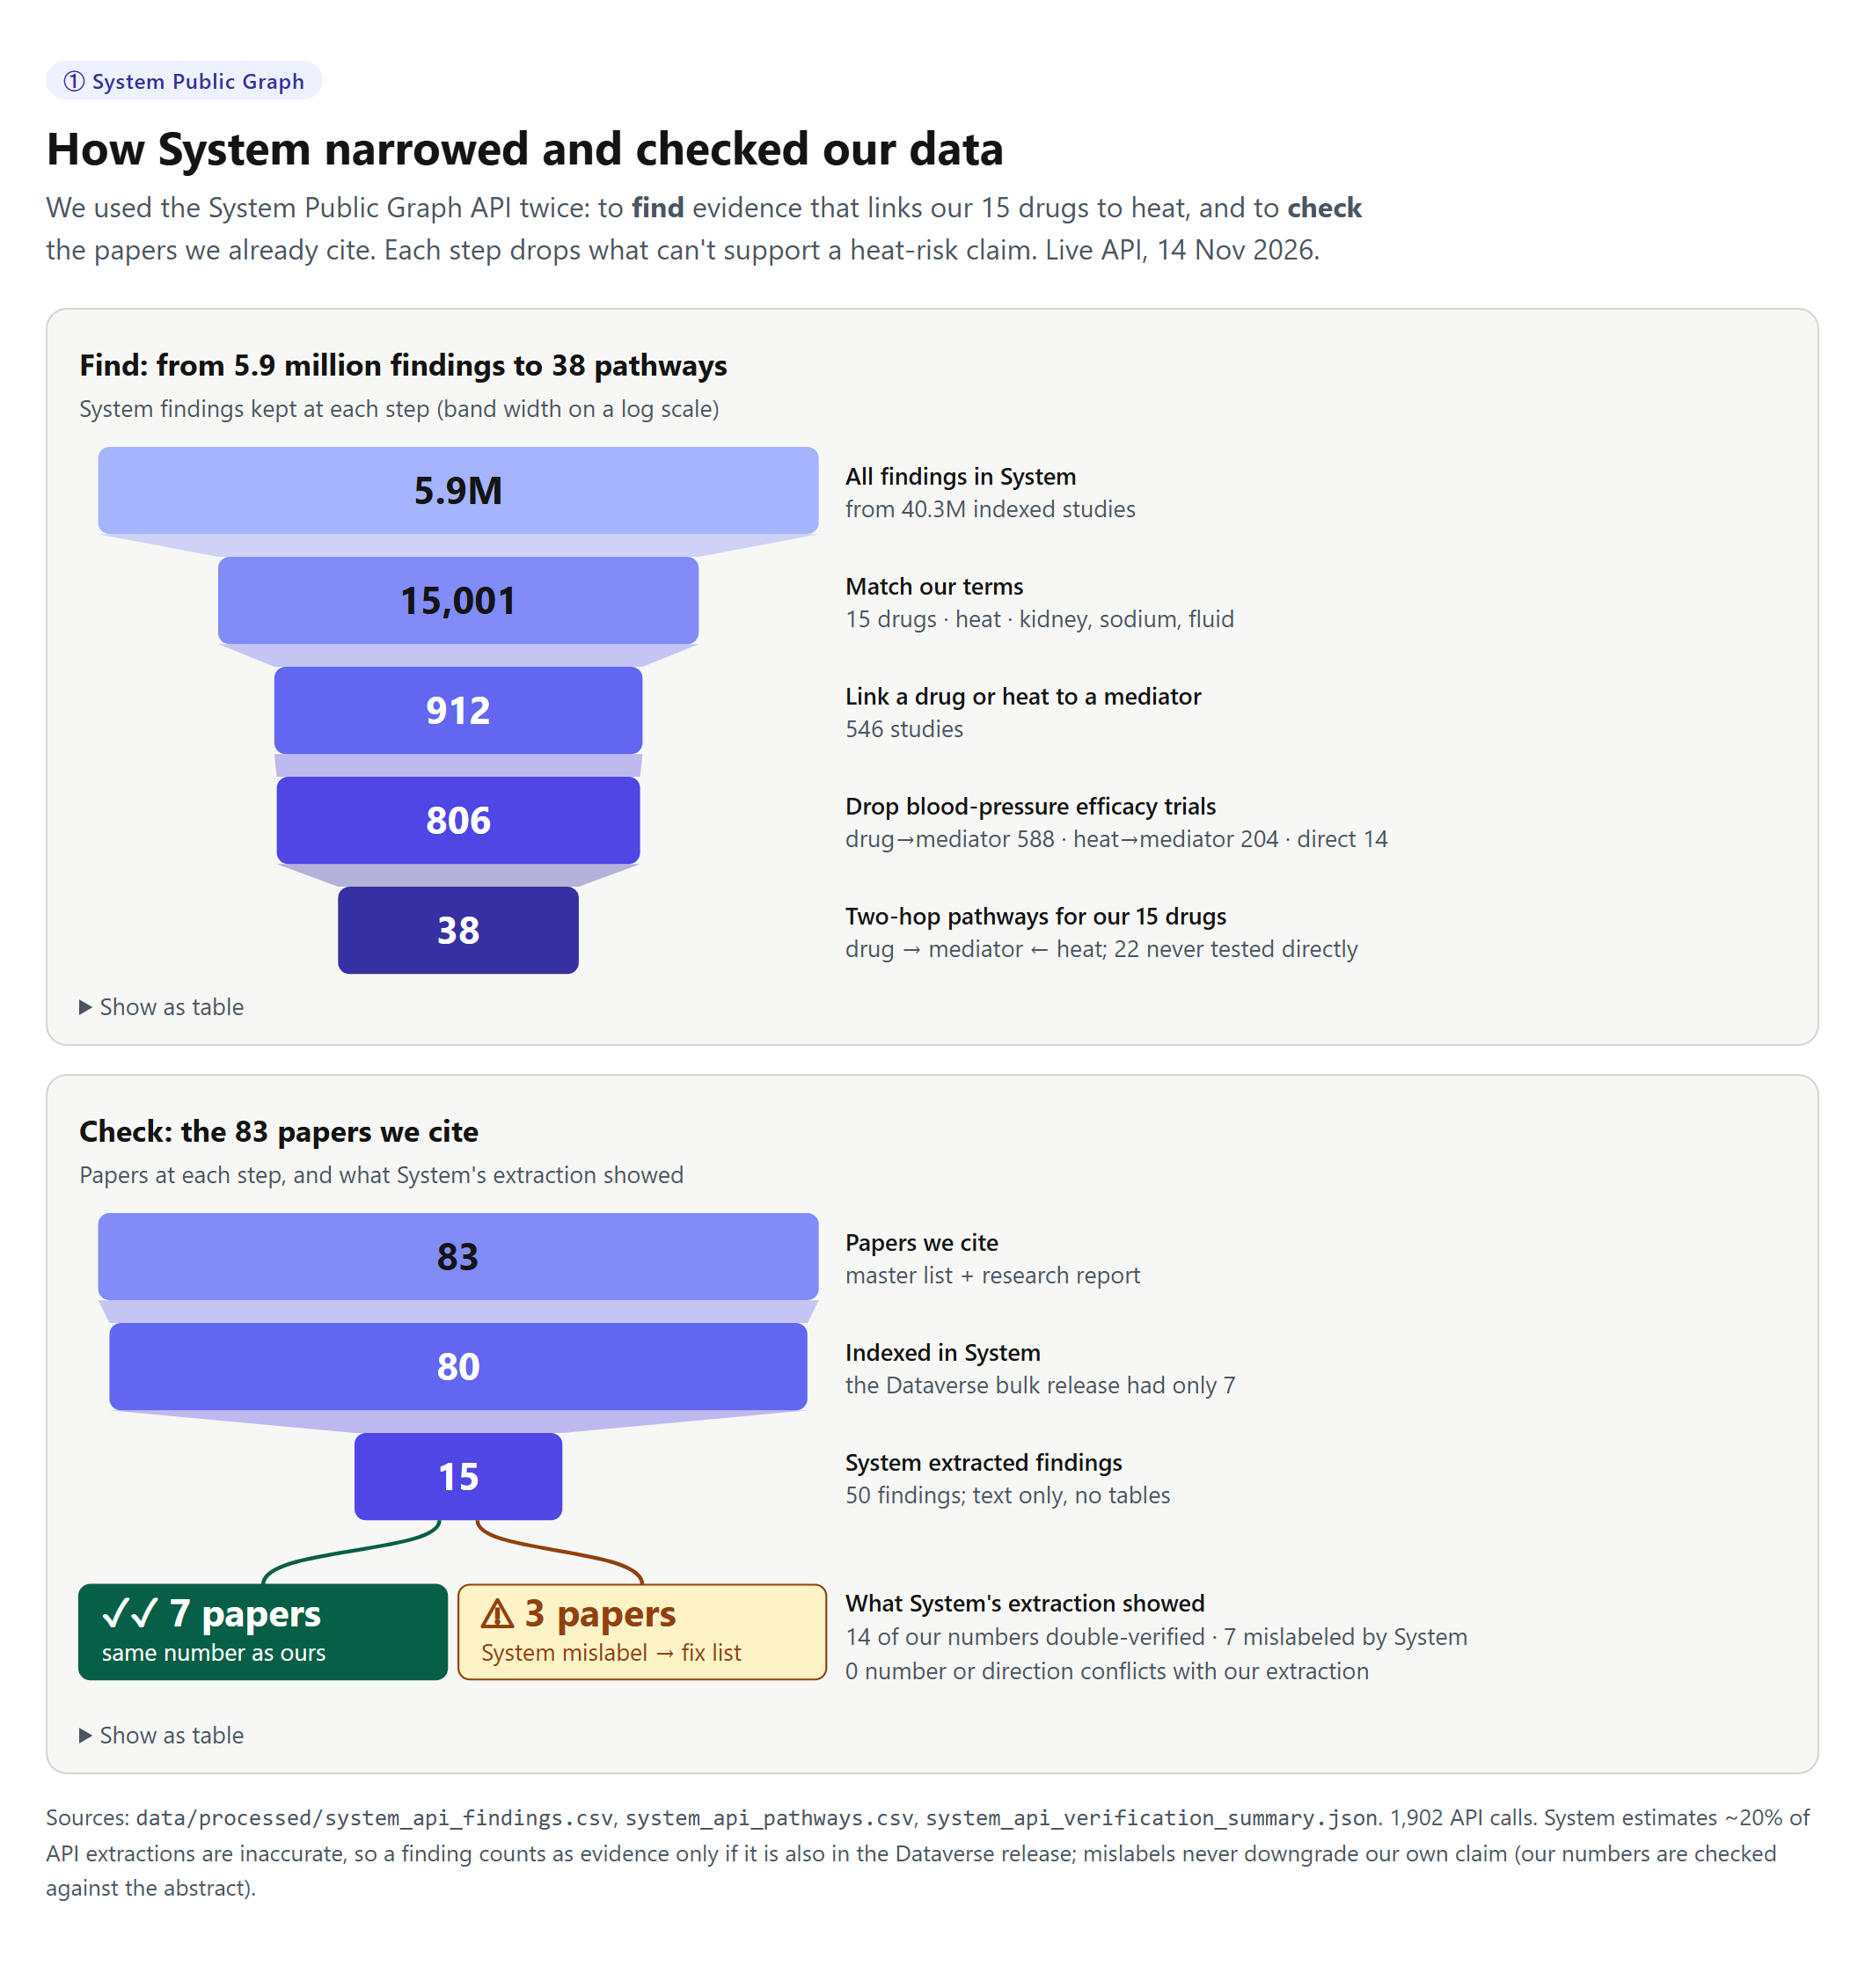 ① System Public Graph
How System narrowed and checked our data
We used the System Public Graph API twice: to find evidence that links our 15 drugs to heat, and to check
the papers we already cite. Each step drops what can't support a heat-risk claim. Live API, 14 Nov 2026.
Find: from 5.9 million findings to 38 pathways
System findings kept at each step (band width on a log scale)
5.9M
All findings in System
from 40.3M indexed studies
15,001
Match our terms
15 drugs · heat · kidney, sodium, fluid
912
Link a drug or heat to a mediator
546 studies
806
Drop blood-pressure efficacy trials
drug→mediator 588 · heat→mediator 204 · direct 14
38
Two-hop pathways for our 15 drugs
drug → mediator ← heat; 22 never tested directly
▶ Show as table
Check: the 83 papers we cite
Papers at each step, and what System's extraction showed
83
Papers we cite
master list + research report
80
Indexed in System
the Dataverse bulk release had only 7
15
System extracted findings
50 findings; text only, no tables
✓✓ 7 papers
same number as ours
⚠ 3 papers
System mislabel → fix list
What System's extraction showed
14 of our numbers double-verified · 7 mislabeled by System
0 number or direction conflicts with our extraction
▶ Show as table
Sources: data/processed/system_api_findings.csv, system_api_pathways.csv, system_api_verification_summary.json. 1,902 API calls. System estimates ~20% of
API extractions are inaccurate, so a finding counts as evidence only if it is also in the Dataverse release; mislabels never downgrade our own claim (our numbers are checked
against the abstract).